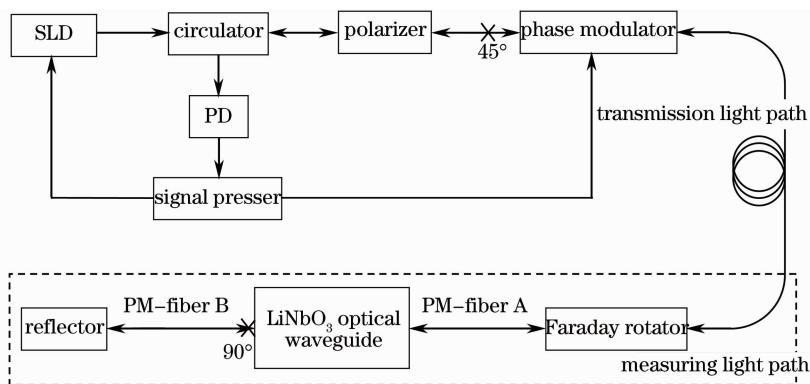 SLD
circulator
polarizer
45°
phase modulator
PD
transmission light path
signal presser
PM-fiber B
LiNbO₃ optical
waveguide
PM-fiber A
reflector
90°
Faraday rotator
measuring light path